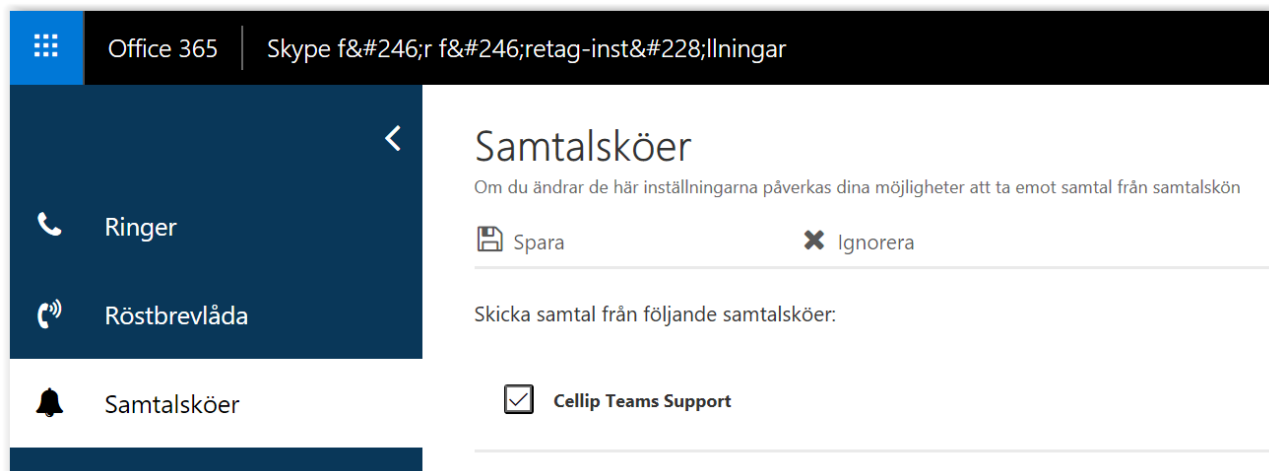 Office 365 Skype f&#246;r f&#246;retag-inst&#228;llningar
Samtalsköer
Om du ändrar de här inställningarna påverkas dina möjligheter att ta emot samtal från samtalskön
Ringer
Spara Ignorera
Röstbrevlåda
Skicka samtal från följande samtalsköer:
Samtalsköer
Cellip Teams Support